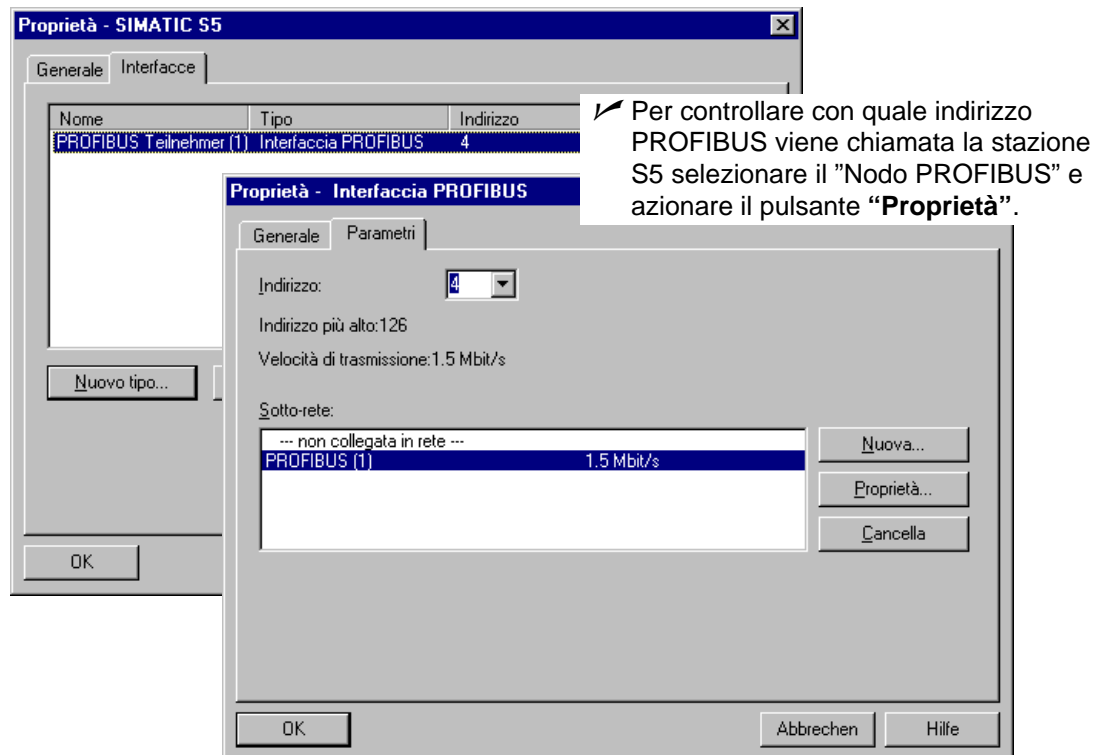 Proprietà - SIMATIC S5
Generale
Interfacce
Nome
Tipo
Indirizzo
PROFIBUS Teilnehmer (1)
Interfaccia PROFIBUS
4
Per controllare con quale indirizzo
PROFIBUS viene chiamata la stazione
S5 selezionare il ”Nodo PROFIBUS” e
azionare il pulsante “Proprietà”.
Nuovo tipo...
OK
Proprietà - Interfaccia PROFIBUS
Generale
Parametri
Indirizzo:
4
Indirizzo più alto:126
Velocità di trasmissione:1.5 Mbit/s
Sotto-rete:
--- non collegata in rete ---
PROFIBUS (1)
1.5 Mbit/s
Nuova...
Proprietà...
Cancella
OK
Abbrechen
Hilfe